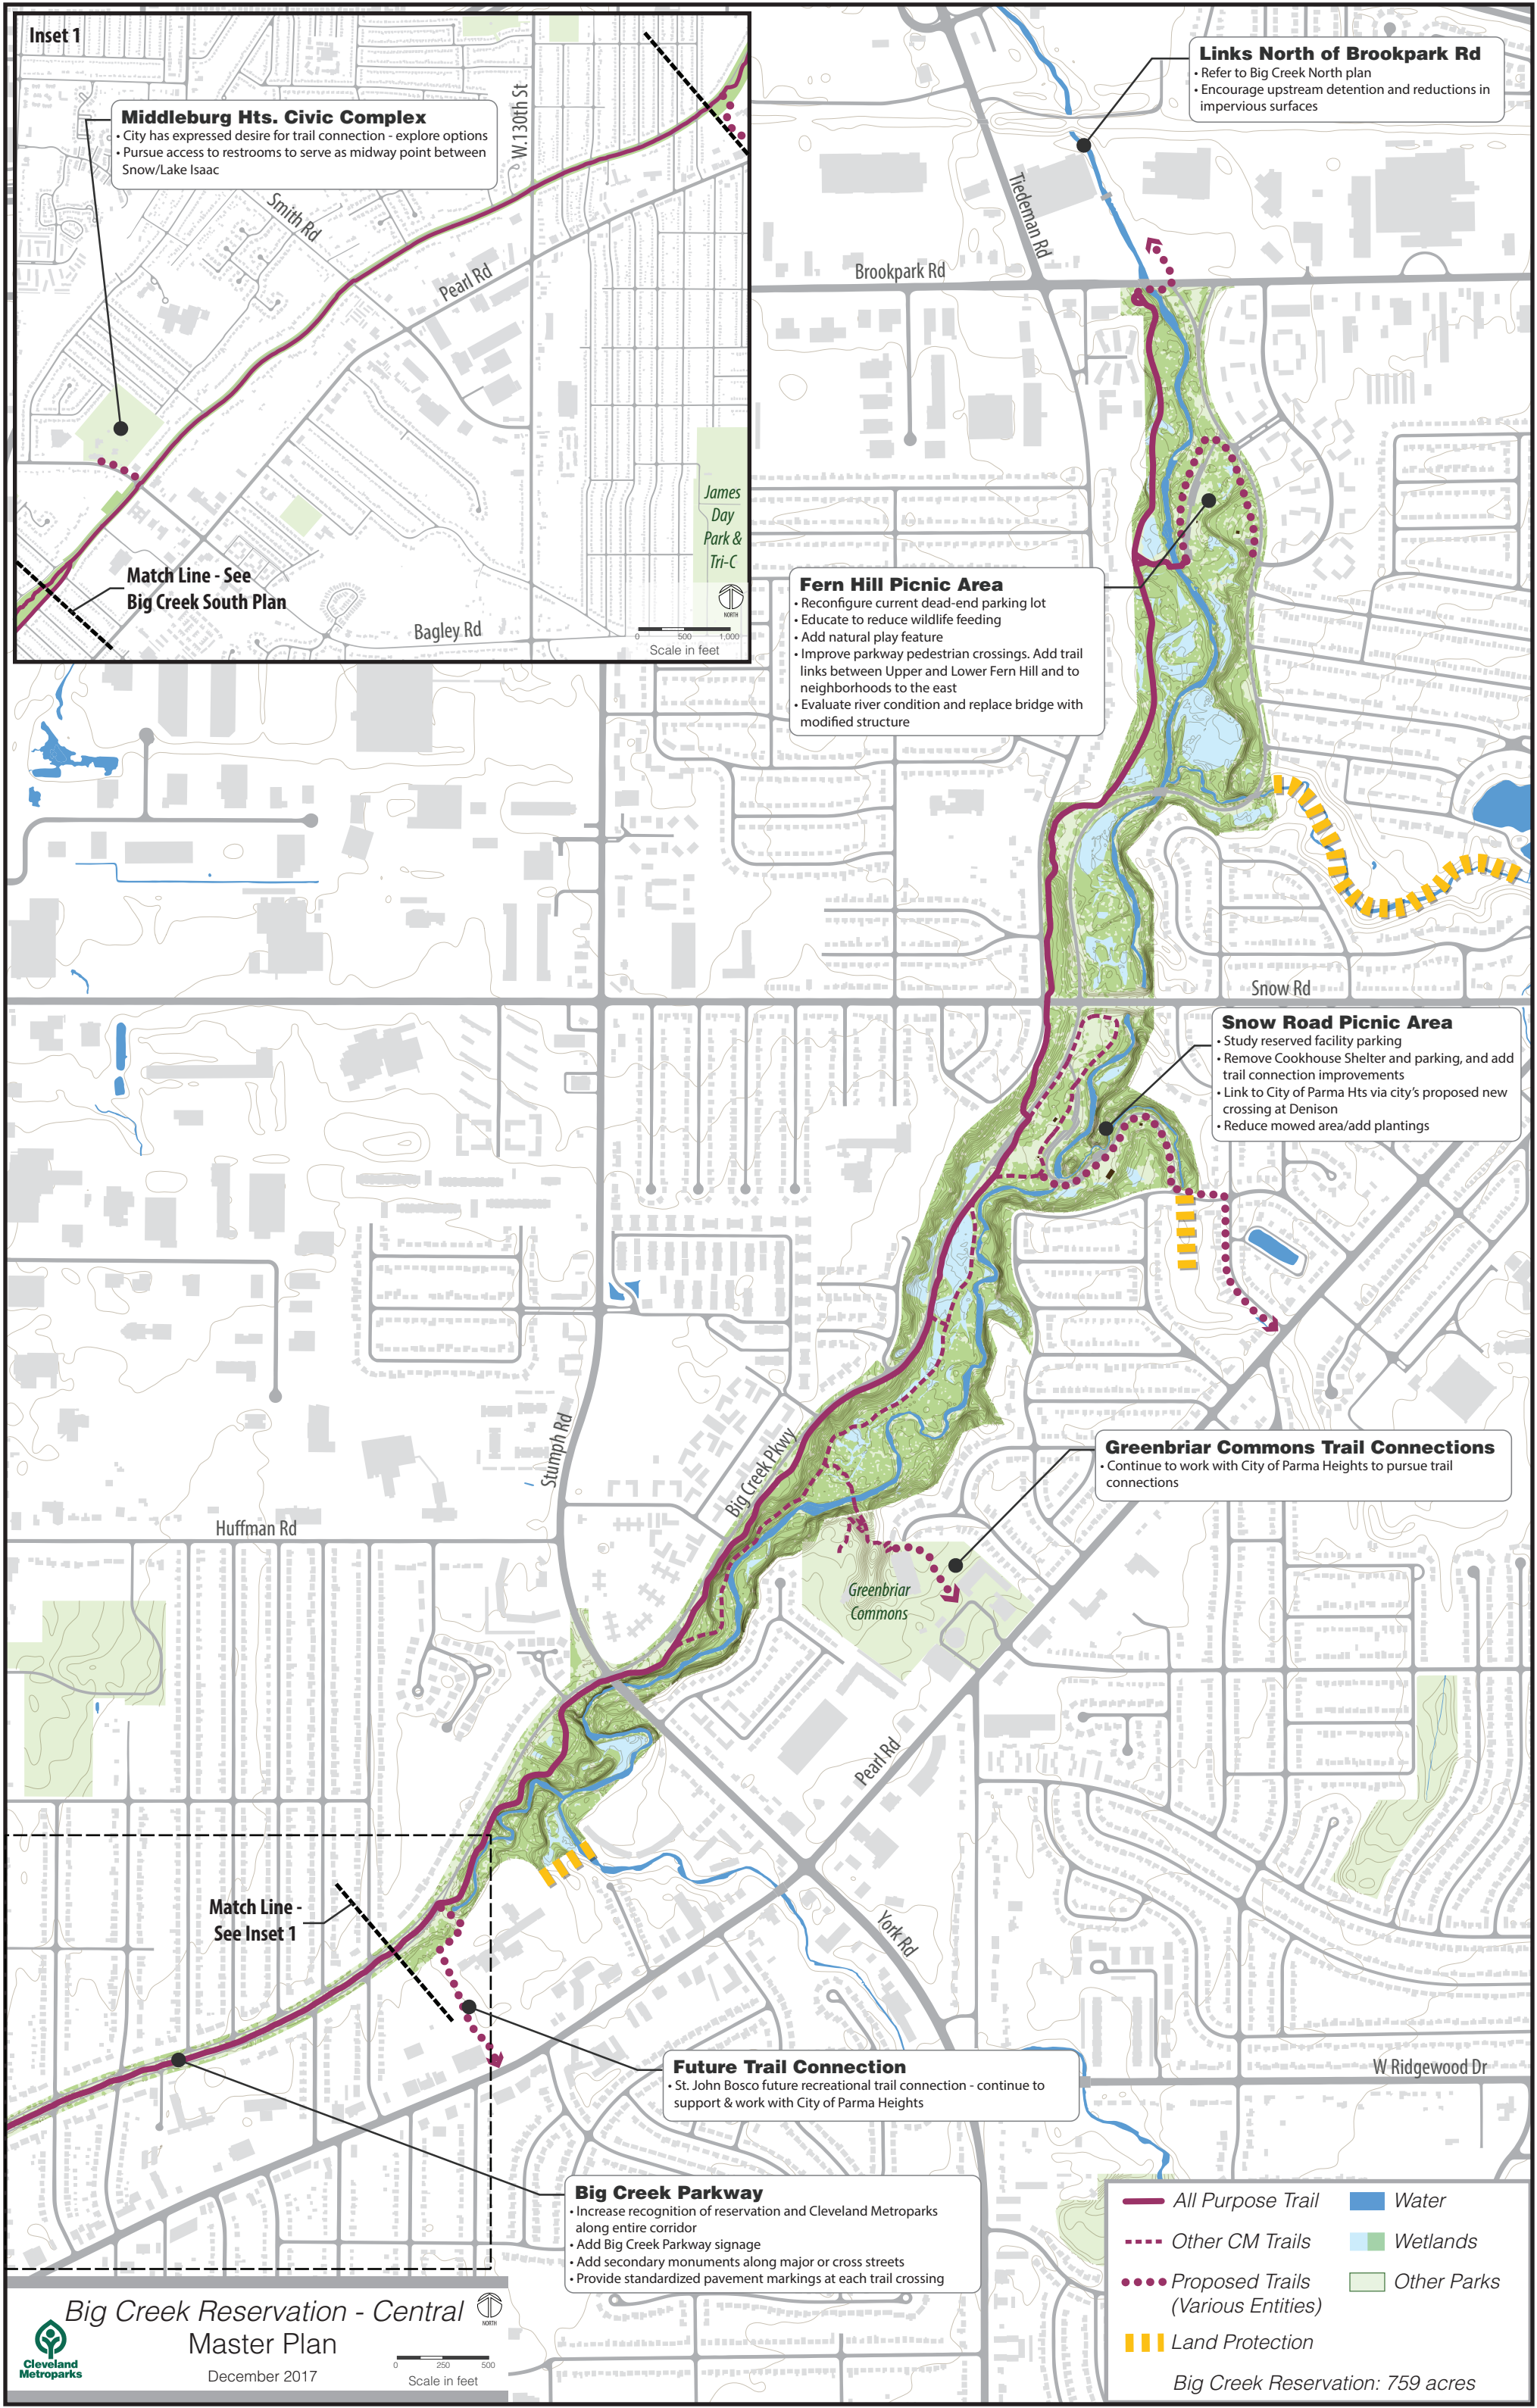 Inset 1
Middleburg Hts. Civic Complex
• City has expressed desire for trail connection - explore options
• Pursue access to restrooms to serve as midway point between
Snow/Lake Isaac
W.130th St
Smith Rd
Pearl Rd
James
Day
Park &
Tri-C
Match Line - See
Big Creek South Plan
Bagley Rd
NORTH
0 500 1,000
Scale in feet
Links North of Brookpark Rd
• Refer to Big Creek North plan
• Encourage upstream detention and reductions in
impervious surfaces
Tiedeman Rd
Brookpark Rd
Fern Hill Picnic Area
• Reconfigure current dead-end parking lot
• Educate to reduce wildlife feeding
• Add natural play feature
• Improve parkway pedestrian crossings. Add trail
links between Upper and Lower Fern Hill and to
neighborhoods to the east
• Evaluate river condition and replace bridge with
modified structure
Snow Rd
Snow Road Picnic Area
• Study reserved facility parking
• Remove Cookhouse Shelter and parking, and add
trail connection improvements
• Link to City of Parma Hts via city's proposed new
crossing at Denison
• Reduce mowed area/add plantings
Stumph Rd
Big Creek Pkwy
Greenbriar Commons Trail Connections
• Continue to work with City of Parma Heights to pursue trail
connections
Huffman Rd
Greenbriar
Commons
Pearl Rd
Match Line -
See Inset 1
York Rd
Future Trail Connection
• St. John Bosco future recreational trail connection - continue to
support & work with City of Parma Heights
W Ridgewood Dr
Big Creek Parkway
• Increase recognition of reservation and Cleveland Metroparks
along entire corridor
• Add Big Creek Parkway signage
• Add secondary monuments along major or cross streets
• Provide standardized pavement markings at each trail crossing
All Purpose Trail
Other CM Trails
Proposed Trails
(Various Entities)
Land Protection
Water
Wetlands
Other Parks
Big Creek Reservation: 759 acres
Big Creek Reservation - Central
Master Plan
December 2017
Cleveland
Metroparks
NORTH
0 250 500
Scale in feet